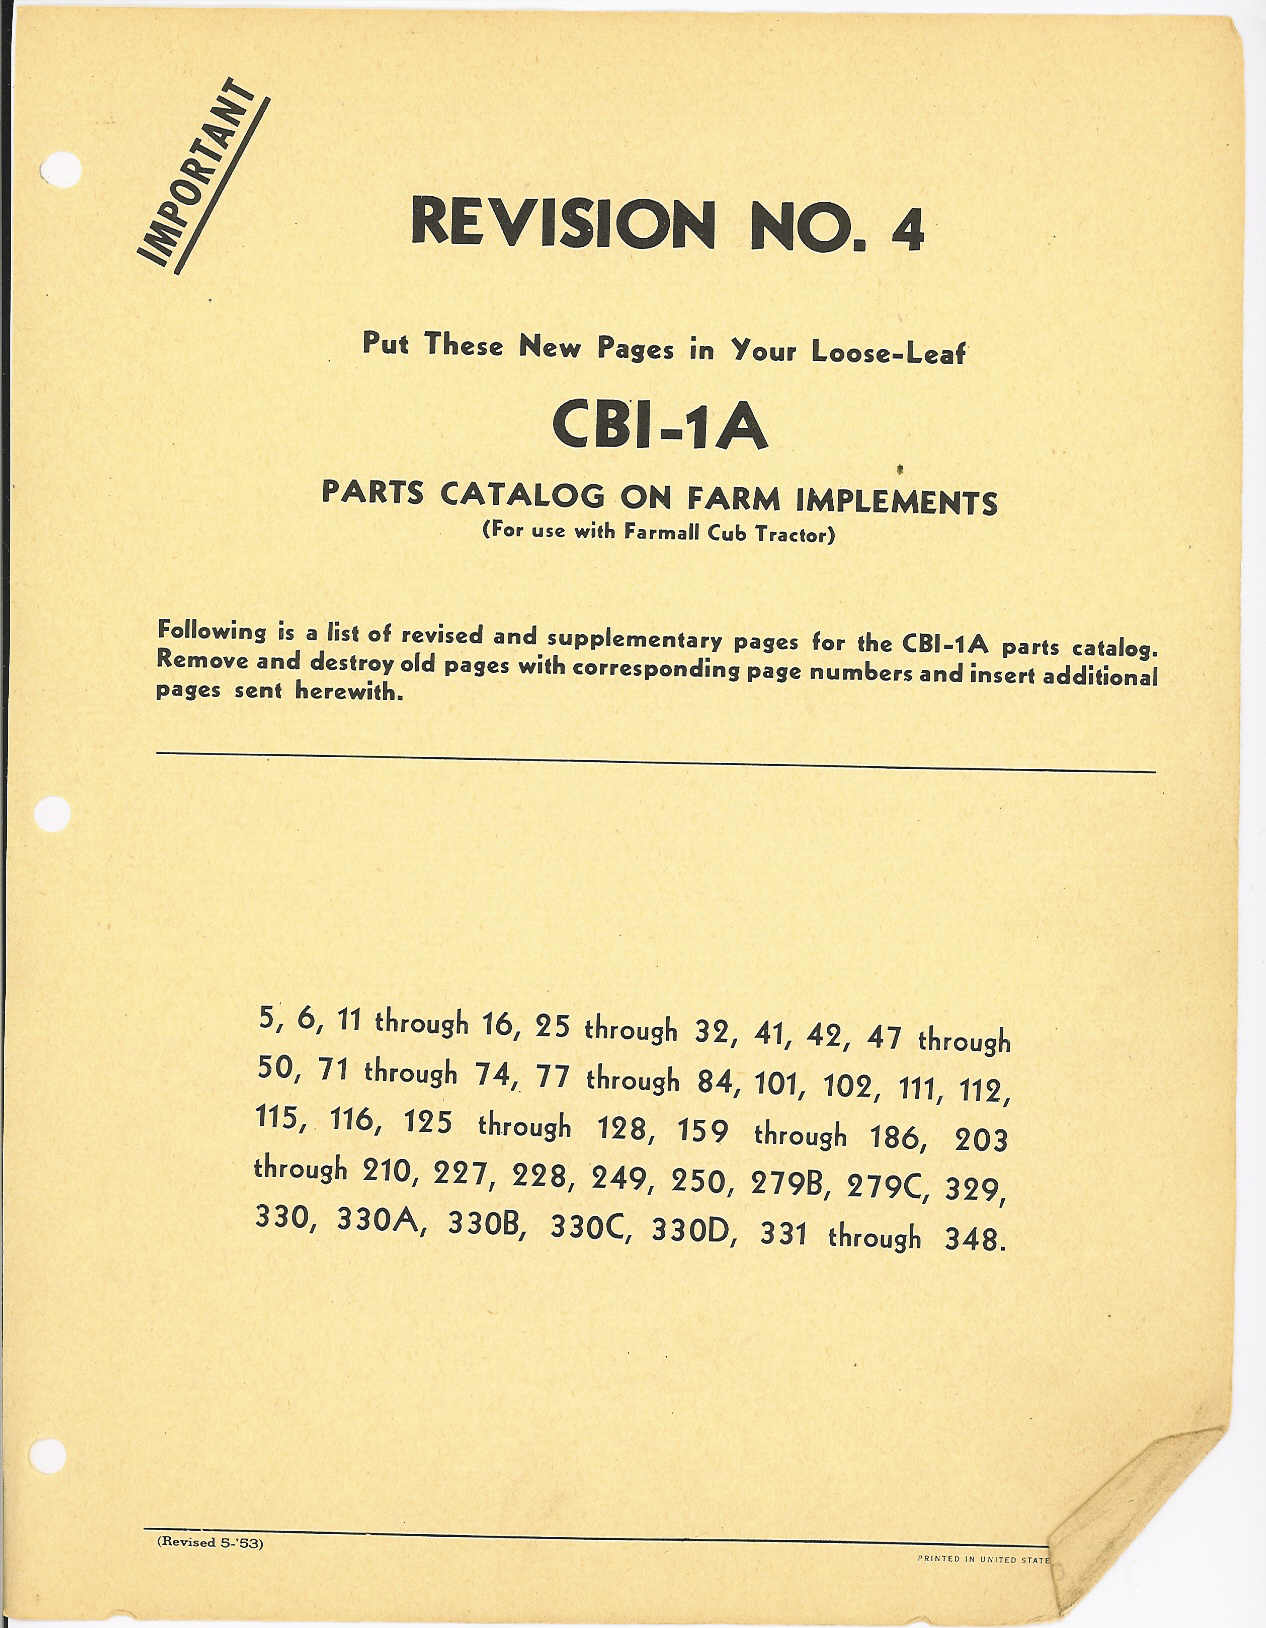 IMPORTANT
REVISION NO. 4
Put These New Pages in Your Loose-Leaf
CBI-1A
PARTS CATALOG ON FARM IMPLEMENTS
(For use with Farmall Cub Tractor)
Following is a list of revised and supplementary pages for the CBI-1A parts catalog.
Remove and destroy old pages with corresponding page numbers and insert additional
pages sent herewith.
5, 6, 11 through 16, 25 through 32, 41, 42, 47 through
50, 71 through 74, 77 through 84, 101, 102, 111, 112,
115, 116, 125 through 128, 159 through 186, 203
through 210, 227, 228, 249, 250, 279B, 279C, 329,
330, 330A, 330B, 330C, 330D, 331 through 348.
(Revised 5-'53)
PRINTED IN UNITED STATE